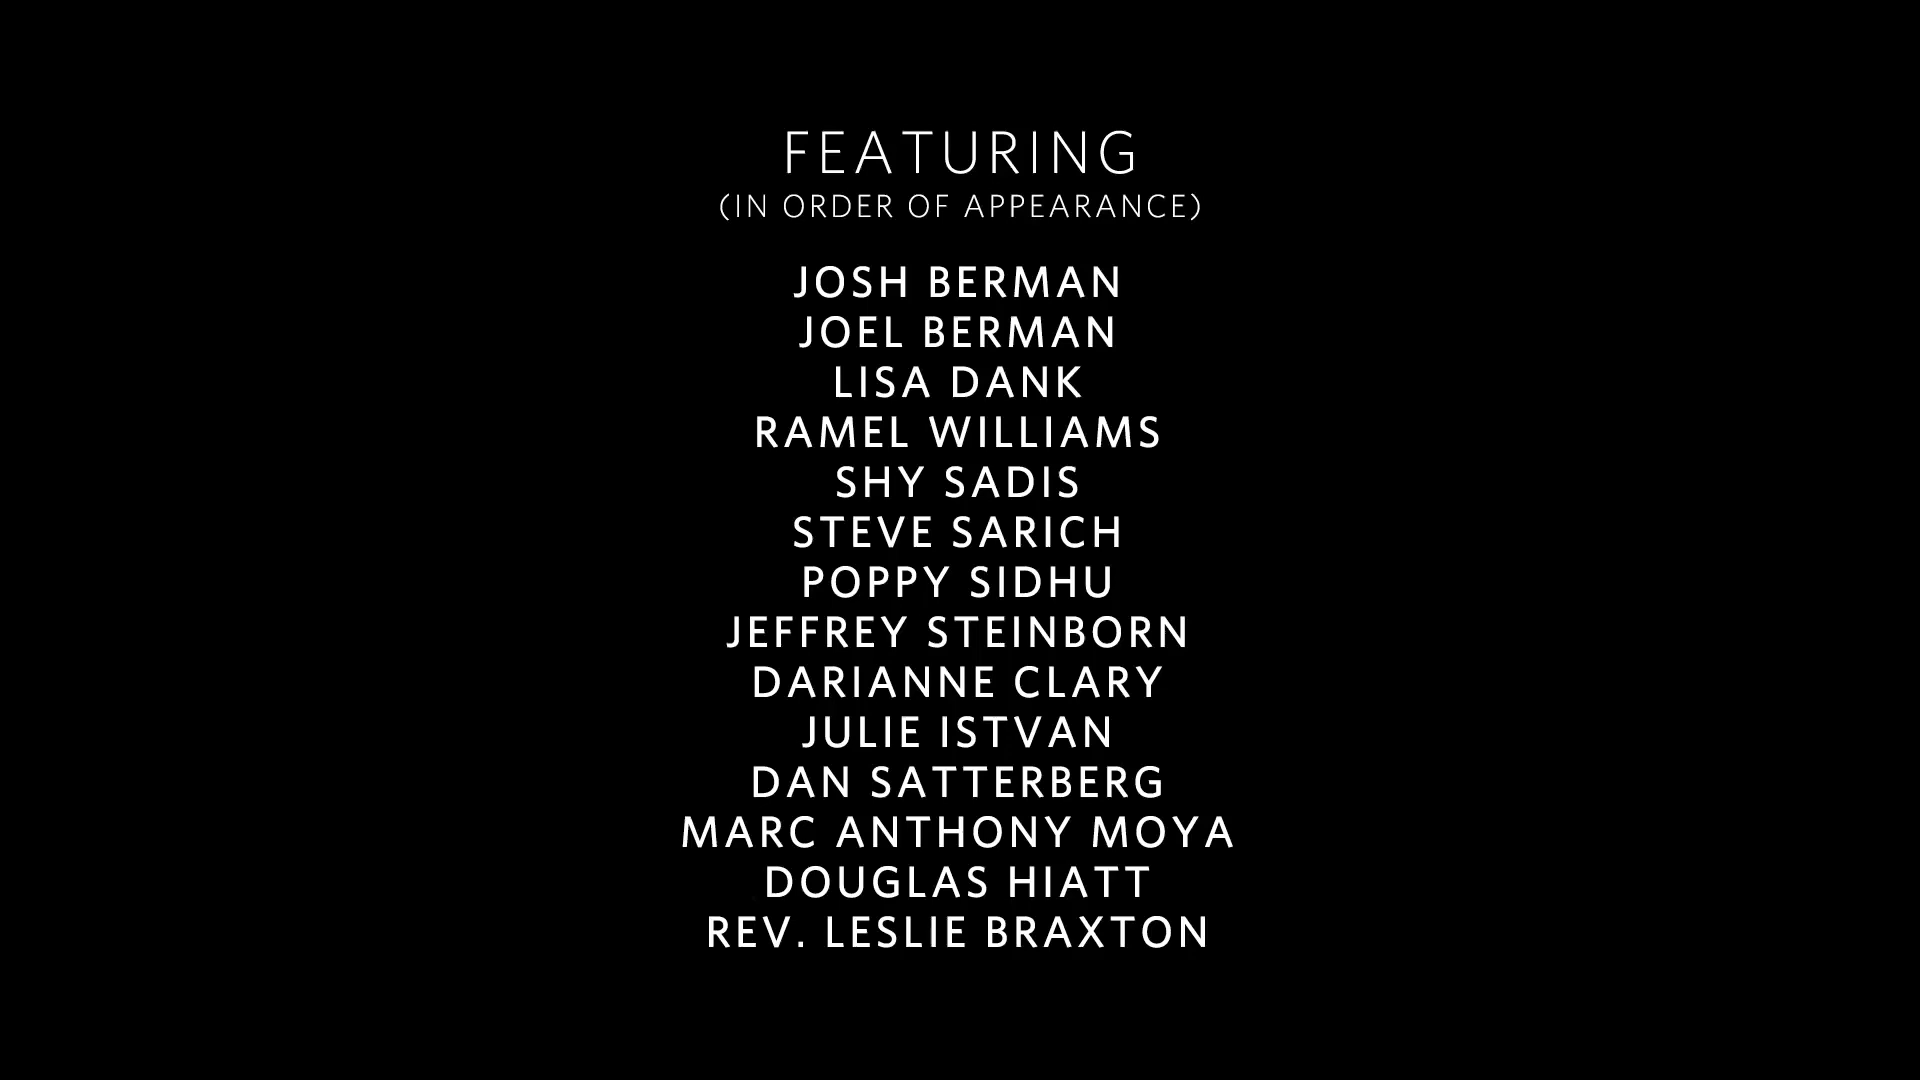 FEATURING
(IN ORDER OF APPEARANCE)
JOSH BERMAN
JOEL BERMAN
LISA DANK
RAMEL WILLIAMS
SHY SADIS
STEVE SARICH
POPPY SIDHU
JEFFREY STEINBORN
DARIANNE CLARY
JULIE ISTVAN
DAN SATTERBERG
MARC ANTHONY MOYA
DOUGLAS HIATT
REV. LESLIE BRAXTON